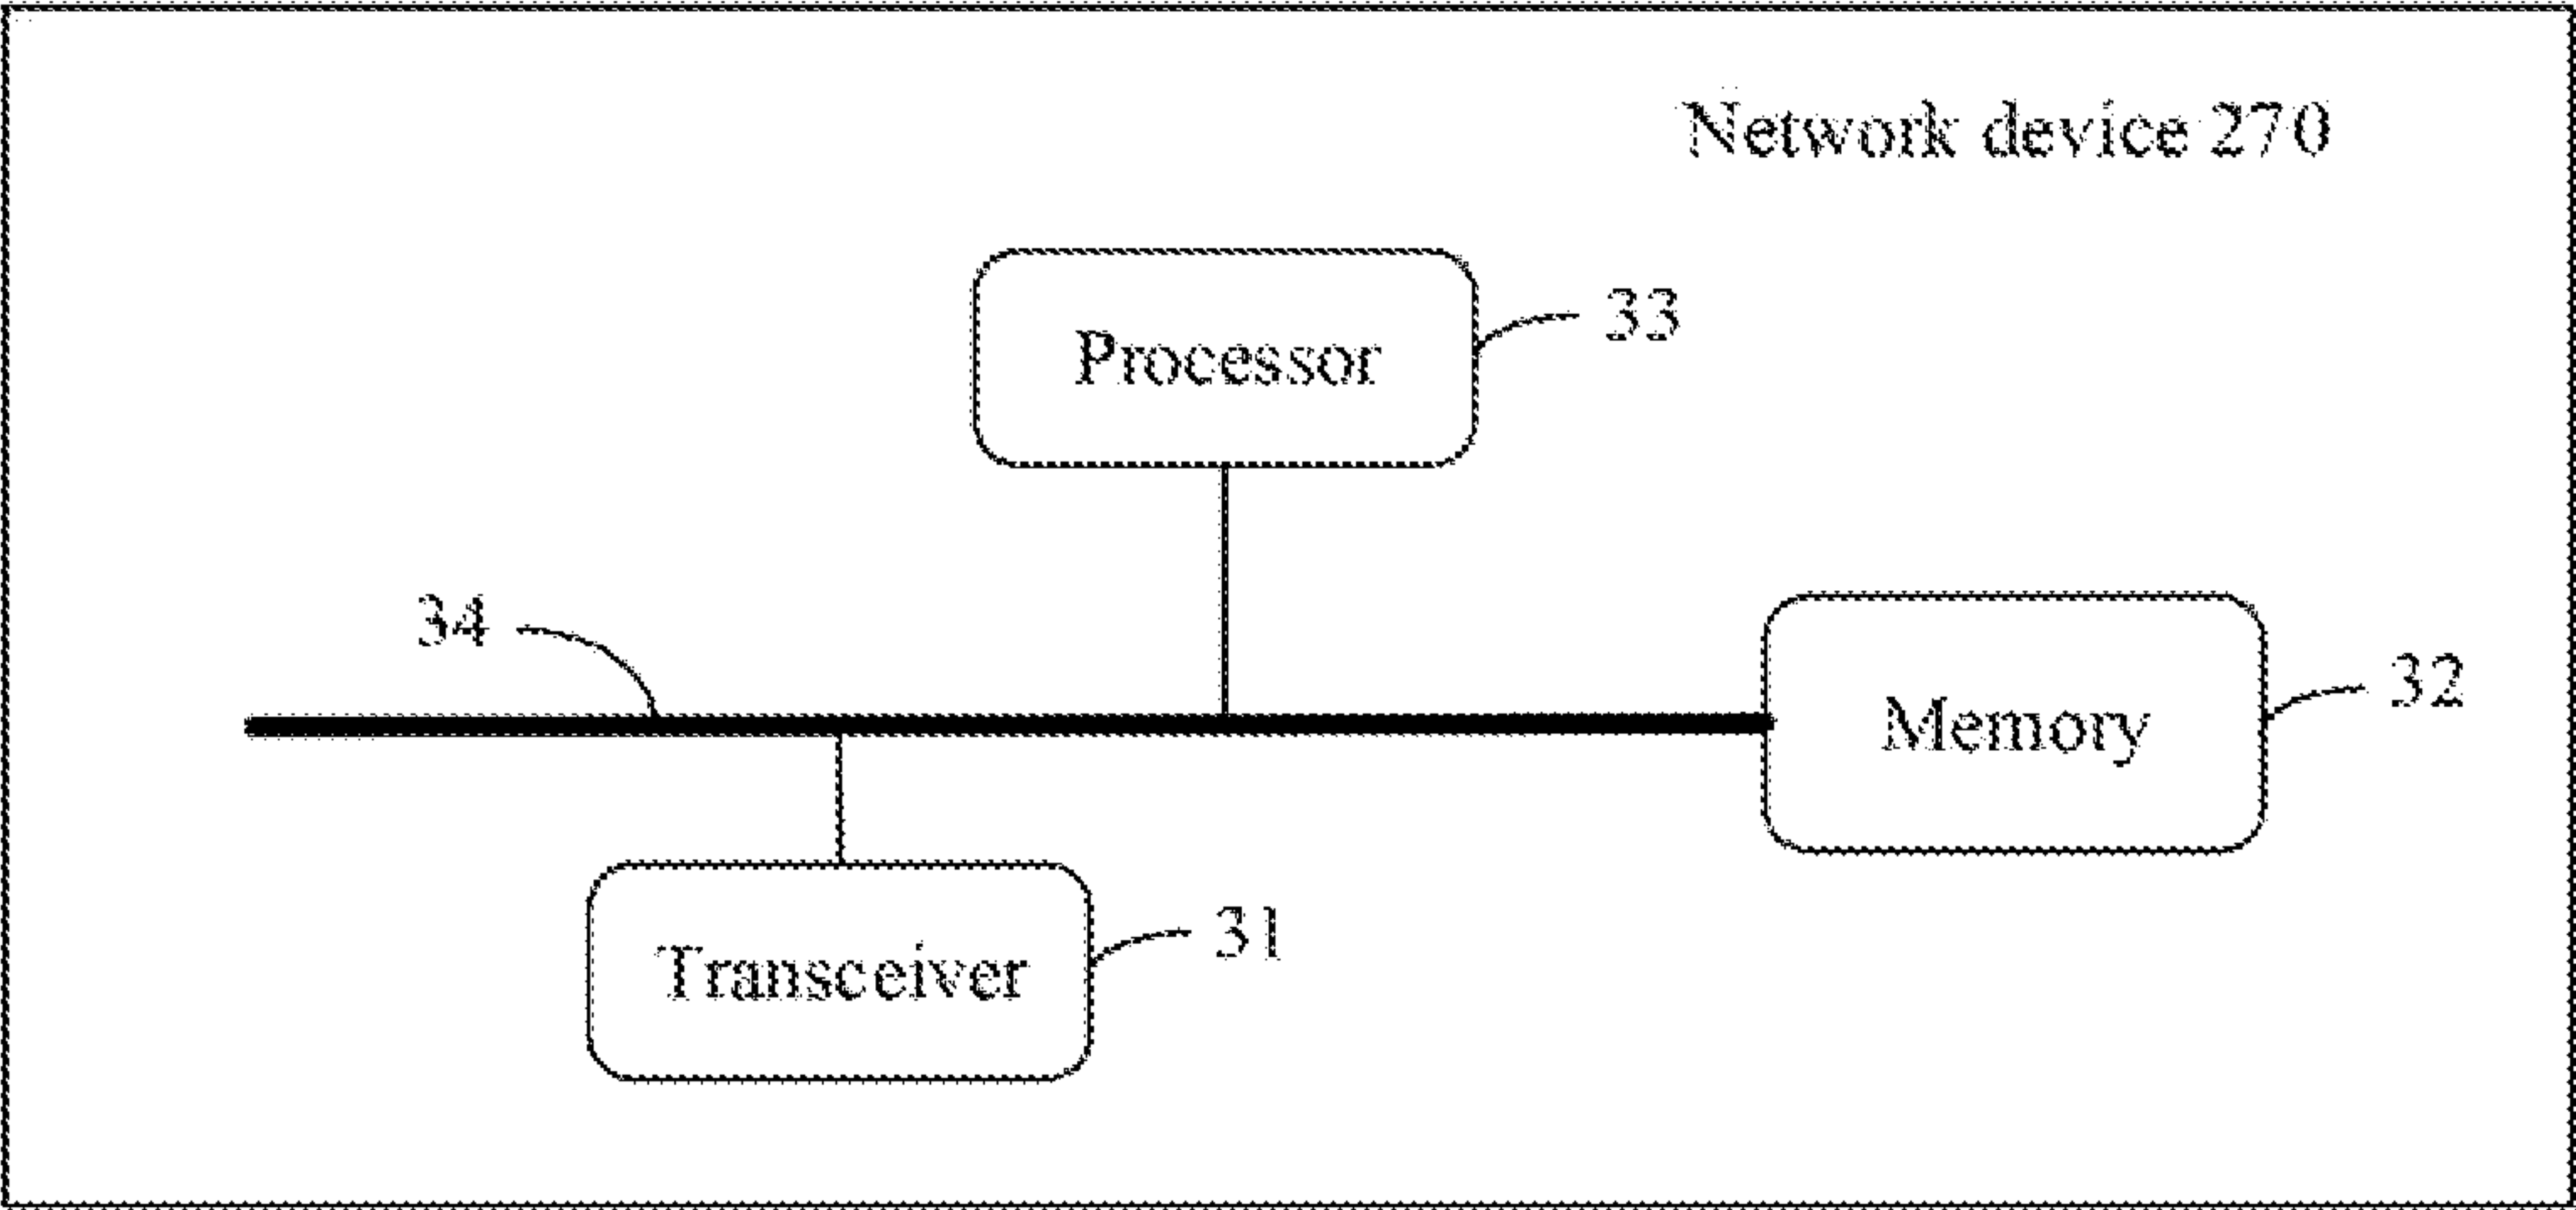 Network device 270
Processor
33
34
Memory
32
Transceiver
31